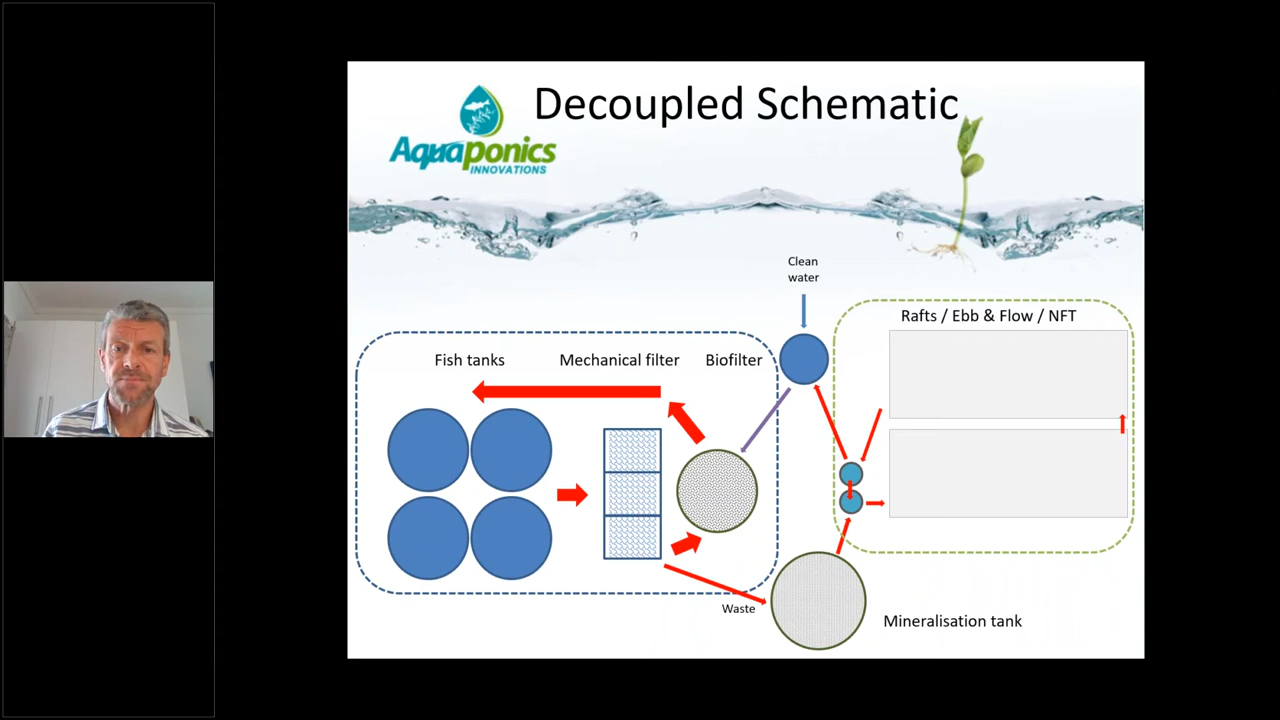 Decoupled Schematic
Aquaponics
INNOVATIONS
Clean
water
Rafts / Ebb & Flow / NFT
Fish tanks
Mechanical filter
Biofilter
Waste
Mineralisation tank